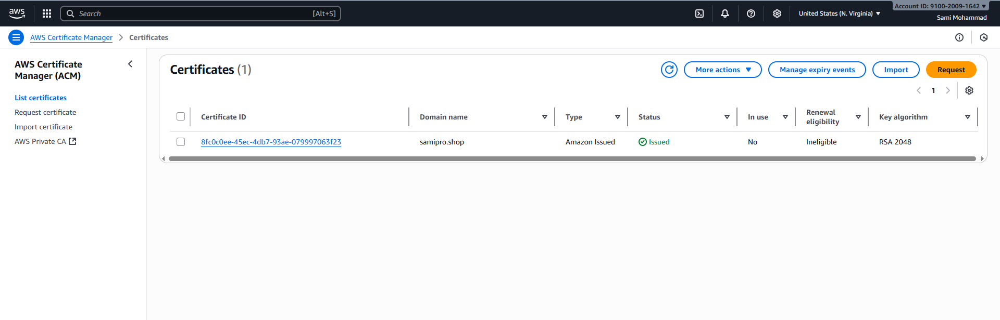 aws
Search [Alt+S]
United States (N. Virginia)
Account ID: 9100-2009-1642
Sami Mohammad
AWS Certificate Manager
Certificates
AWS Certificate
Manager (ACM)
List certificates
Request certificate
Import certificate
AWS Private CA
Certificates (1)
More actions
Manage expiry events
Import
Request
1
Certificate ID
Domain name
Type
Status
In use
Renewal
eligibility
Key algorithm
8fc0c0ee-45ec-4db7-93ae-079997063f23
samipro.shop
Amazon Issued
Issued
No
Ineligible
RSA 2048